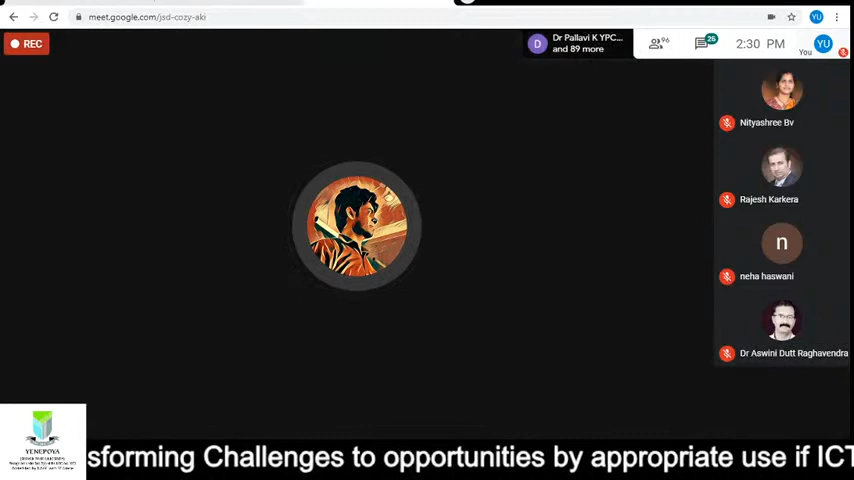 meet.google.com/jsd-cozy-aki
YU
REC
D
Dr Pallavi K YPC...
and 89 more
96
25
2:30 PM
You
YU
Nityashree Bv
Rajesh Karkera
n
neha haswani
Dr Aswini Dutt Raghavendra
YENEPOYA
sforming Challenges to opportunities by appropriate use if ICT